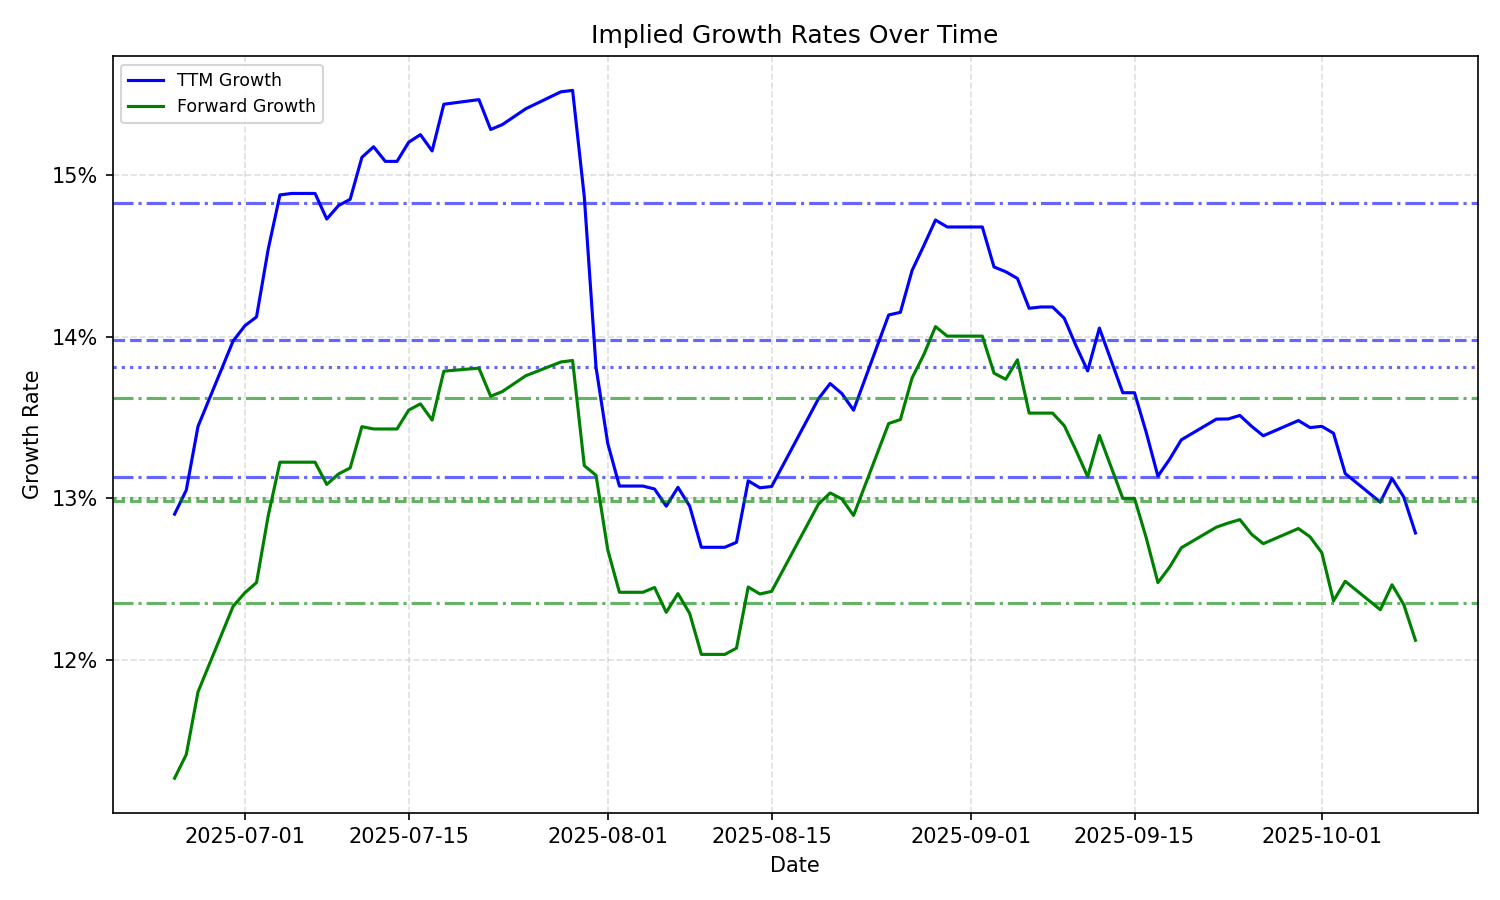 Implied Growth Rates Over Time
TTM Growth
Forward Growth
15%
14%
13%
12%
Growth Rate
2025-07-01
2025-07-15
2025-08-01
2025-08-15
2025-09-01
2025-09-15
2025-10-01
Date